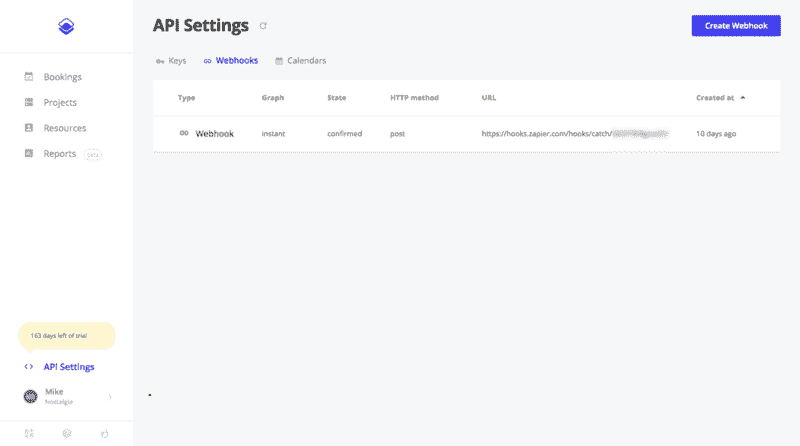 API Settings
Create Webhook
Keys
Webhooks
Calendars
Type Graph State HTTP method URL Created at
Webhook instant confirmed post https://hooks.zapier.com/hooks/catch/ 10 days ago
Bookings
Projects
Resources
Reports beta
163 days left of trial
API Settings
Mike
Nostalgie